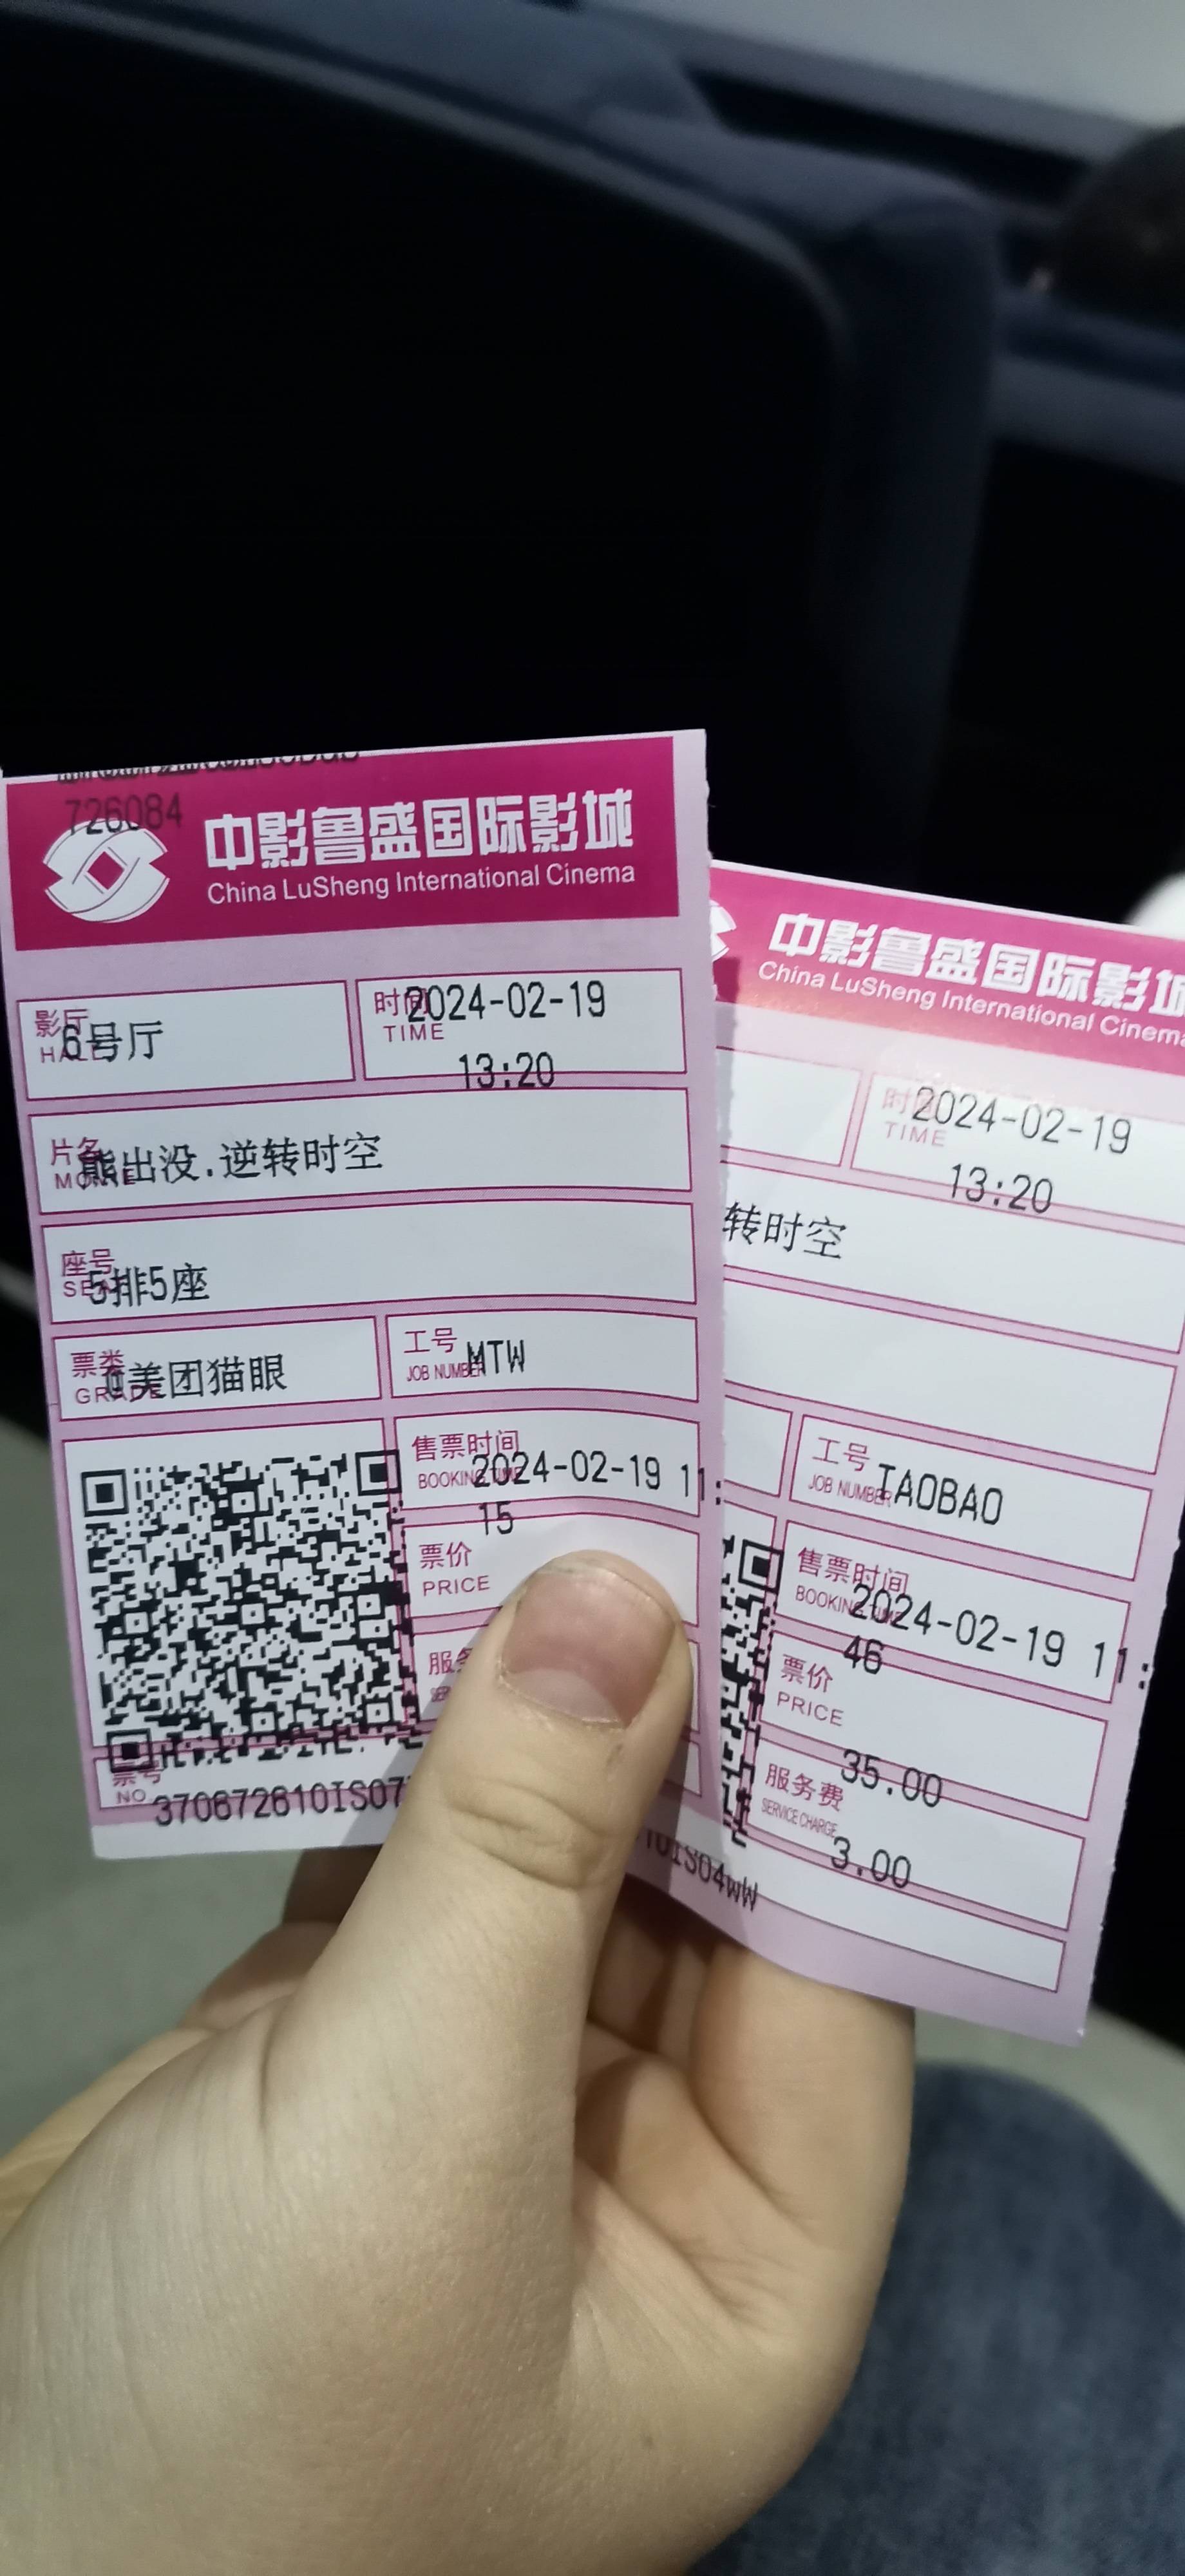 726084
中影鲁盛国际影城
China LuSheng International Cinema
影厅
HALL
6号厅
时间
TIME
2024-02-19
13:20
片名
MOVIE
熊出没.逆转时空
座号
SEAT
5排5座
票类
GRADE
@美团猫眼
工号
JOB NUMBER
MTW
售票时间
BOOKING TIME
2024-02-19 11:
15
票价
PRICE
票号
NO
中影鲁盛国际影城
China LuSheng International Cinema
时间
TIME
2024-02-19
13:20
转时空
工号
JOB NUMBER
TAOBAO
售票时间
BOOKING TIME
2024-02-19 11:
46
票价
PRICE
35.00
服务费
SERVICE CHARGE
3.00